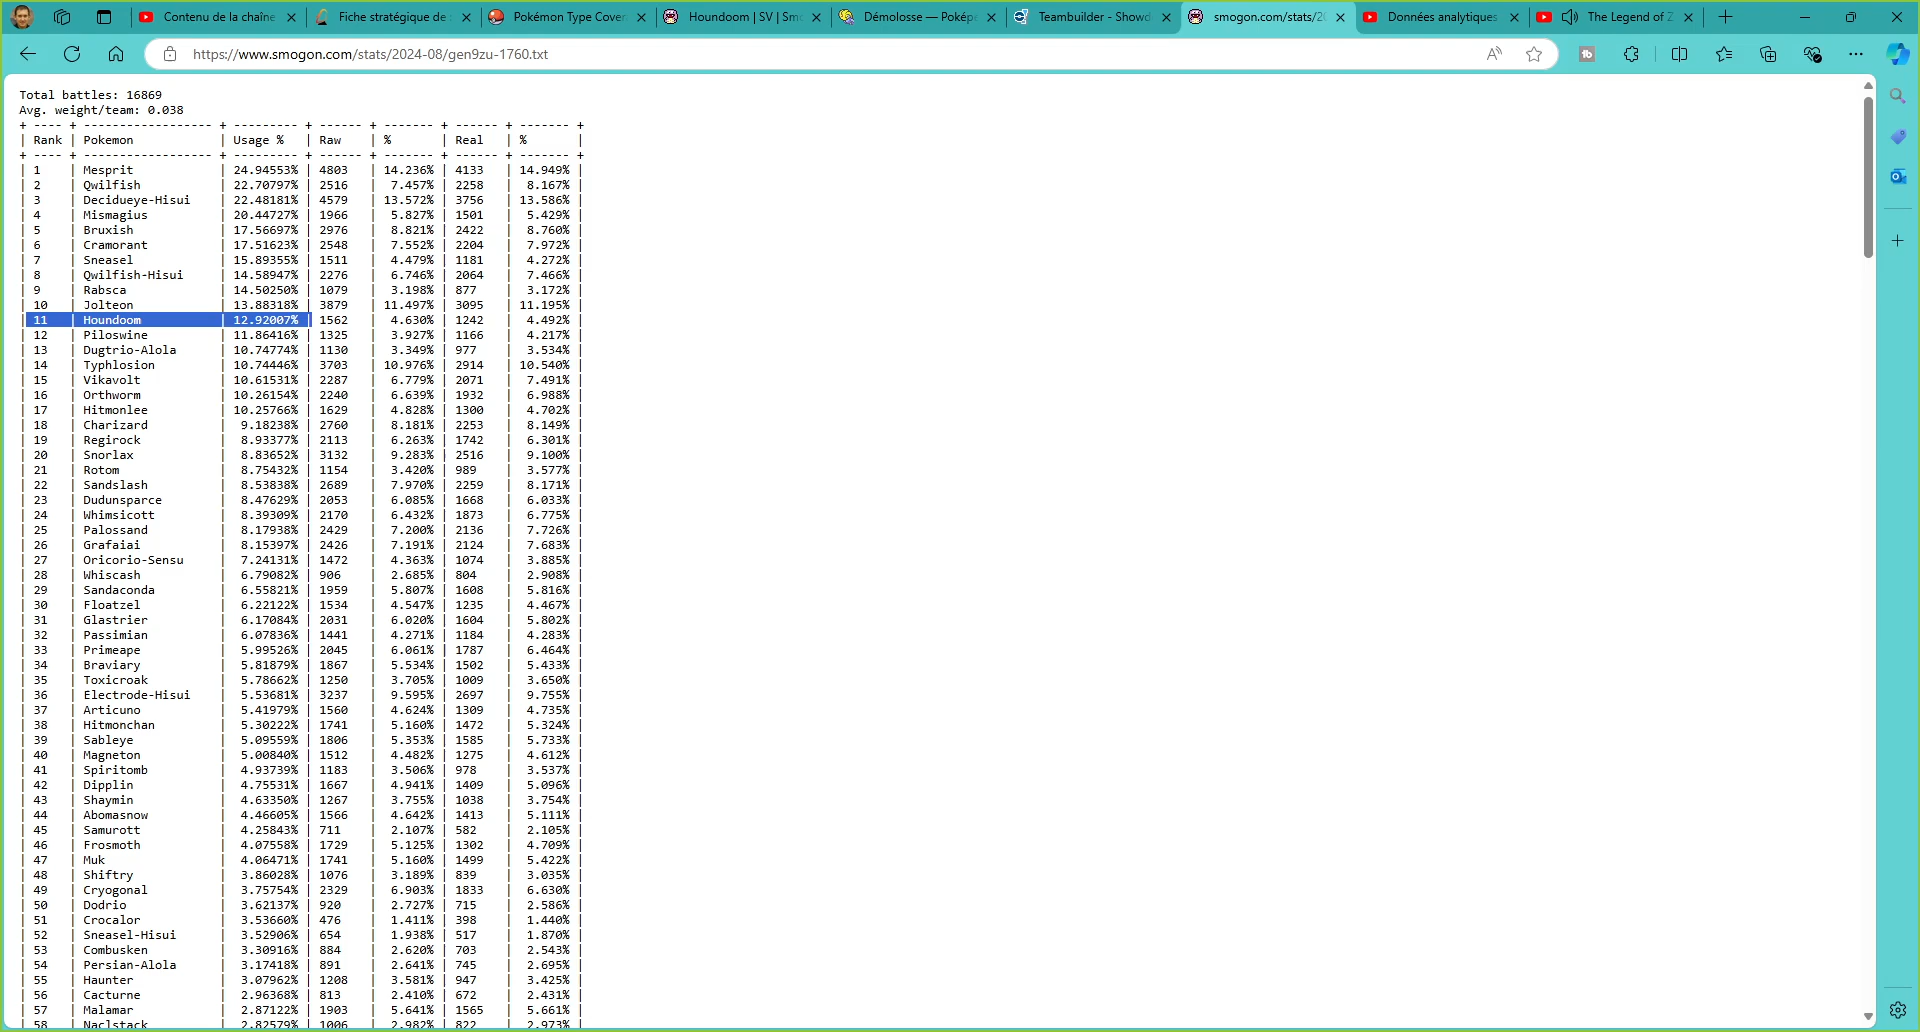 Contenu de la chaîne
Fiche stratégique de
Pokémon Type Cover
Houndoom | SV | Smo
Démolosse — Poképe
Teambuilder - Showd
smogon.com/stats/20
Données analytiques
The Legend of Z
https://www.smogon.com/stats/2024-08/gen9zu-1760.txt
Total battles: 16869
Avg. weight/team: 0.038
+ ---- + ------------------ + --------- + ------ + ------- + ------ + ------- +
| Rank | Pokemon | Usage % | Raw | % | Real | % |
+ ---- + ------------------ + --------- + ------ + ------- + ------ + ------- +
| 1 | Mesprit | 24.94553% | 4803 | 14.236% | 4133 | 14.949% |
| 2 | Qwilfish | 22.70797% | 2516 | 7.457% | 2258 | 8.167% |
| 3 | Decidueye-Hisui | 22.48181% | 4579 | 13.572% | 3756 | 13.586% |
| 4 | Mismagius | 20.44727% | 1966 | 5.827% | 1501 | 5.429% |
| 5 | Bruxish | 17.56697% | 2976 | 8.821% | 2422 | 8.760% |
| 6 | Cramorant | 17.51623% | 2548 | 7.552% | 2204 | 7.972% |
| 7 | Sneasel | 15.89355% | 1511 | 4.479% | 1181 | 4.272% |
| 8 | Qwilfish-Hisui | 14.58947% | 2276 | 6.746% | 2064 | 7.466% |
| 9 | Rabsca | 14.50250% | 1079 | 3.198% | 877 | 3.172% |
| 10 | Jolteon | 13.88318% | 3879 | 11.497% | 3095 | 11.195% |
| 11 | Houndoom | 12.92007% | 1562 | 4.630% | 1242 | 4.492% |
| 12 | Piloswine | 11.86416% | 1325 | 3.927% | 1166 | 4.217% |
| 13 | Dugtrio-Alola | 10.74774% | 1130 | 3.349% | 977 | 3.534% |
| 14 | Typhlosion | 10.74446% | 3703 | 10.976% | 2914 | 10.540% |
| 15 | Vikavolt | 10.61531% | 2287 | 6.779% | 2071 | 7.491% |
| 16 | Orthworm | 10.26154% | 2240 | 6.639% | 1932 | 6.988% |
| 17 | Hitmonlee | 10.25766% | 1629 | 4.828% | 1300 | 4.702% |
| 18 | Charizard | 9.18238% | 2760 | 8.181% | 2253 | 8.149% |
| 19 | Regirock | 8.93377% | 2113 | 6.263% | 1742 | 6.301% |
| 20 | Snorlax | 8.83652% | 3132 | 9.283% | 2516 | 9.100% |
| 21 | Rotom | 8.75432% | 1154 | 3.420% | 989 | 3.577% |
| 22 | Sandslash | 8.53838% | 2689 | 7.970% | 2259 | 8.171% |
| 23 | Dudunsparce | 8.47629% | 2053 | 6.085% | 1668 | 6.033% |
| 24 | Whimsicott | 8.39309% | 2170 | 6.432% | 1873 | 6.775% |
| 25 | Palossand | 8.17938% | 2429 | 7.200% | 2136 | 7.726% |
| 26 | Grafaiai | 8.15397% | 2426 | 7.191% | 2124 | 7.683% |
| 27 | Oricorio-Sensu | 7.24131% | 1472 | 4.363% | 1074 | 3.885% |
| 28 | Whiscash | 6.79082% | 906 | 2.685% | 804 | 2.908% |
| 29 | Sandaconda | 6.55821% | 1959 | 5.807% | 1608 | 5.816% |
| 30 | Floatzel | 6.22122% | 1534 | 4.547% | 1235 | 4.467% |
| 31 | Glastrier | 6.17084% | 2031 | 6.020% | 1604 | 5.802% |
| 32 | Passimian | 6.07836% | 1441 | 4.271% | 1184 | 4.283% |
| 33 | Primeape | 5.99526% | 2045 | 6.061% | 1787 | 6.464% |
| 34 | Braviary | 5.81879% | 1867 | 5.534% | 1502 | 5.433% |
| 35 | Toxicroak | 5.78662% | 1250 | 3.705% | 1009 | 3.650% |
| 36 | Electrode-Hisui | 5.53681% | 3237 | 9.595% | 2697 | 9.755% |
| 37 | Articuno | 5.41979% | 1560 | 4.624% | 1309 | 4.735% |
| 38 | Hitmonchan | 5.30222% | 1741 | 5.160% | 1472 | 5.324% |
| 39 | Sableye | 5.09559% | 1806 | 5.353% | 1585 | 5.733% |
| 40 | Magneton | 5.00840% | 1512 | 4.482% | 1275 | 4.612% |
| 41 | Spiritomb | 4.93739% | 1183 | 3.506% | 978 | 3.537% |
| 42 | Dipplin | 4.75531% | 1667 | 4.941% | 1409 | 5.096% |
| 43 | Shaymin | 4.63350% | 1267 | 3.755% | 1038 | 3.754% |
| 44 | Abomasnow | 4.46605% | 1566 | 4.642% | 1413 | 5.111% |
| 45 | Samurott | 4.25843% | 711 | 2.107% | 582 | 2.105% |
| 46 | Frosmoth | 4.07558% | 1729 | 5.125% | 1302 | 4.709% |
| 47 | Muk | 4.06471% | 1741 | 5.160% | 1499 | 5.422% |
| 48 | Shiftry | 3.86028% | 1076 | 3.189% | 839 | 3.035% |
| 49 | Cryogonal | 3.75754% | 2329 | 6.903% | 1833 | 6.630% |
| 50 | Dodrio | 3.62137% | 920 | 2.727% | 715 | 2.586% |
| 51 | Crocalor | 3.53660% | 476 | 1.411% | 398 | 1.440% |
| 52 | Sneasel-Hisui | 3.52906% | 654 | 1.938% | 517 | 1.870% |
| 53 | Combusken | 3.30916% | 884 | 2.620% | 703 | 2.543% |
| 54 | Persian-Alola | 3.17418% | 891 | 2.641% | 745 | 2.695% |
| 55 | Haunter | 3.07962% | 1208 | 3.581% | 947 | 3.425% |
| 56 | Cacturne | 2.96368% | 813 | 2.410% | 672 | 2.431% |
| 57 | Malamar | 2.87122% | 1903 | 5.641% | 1565 | 5.661% |
| 58 | Naclstack | 2.82579% | 1006 | 2.982% | 822 | 2.973% |